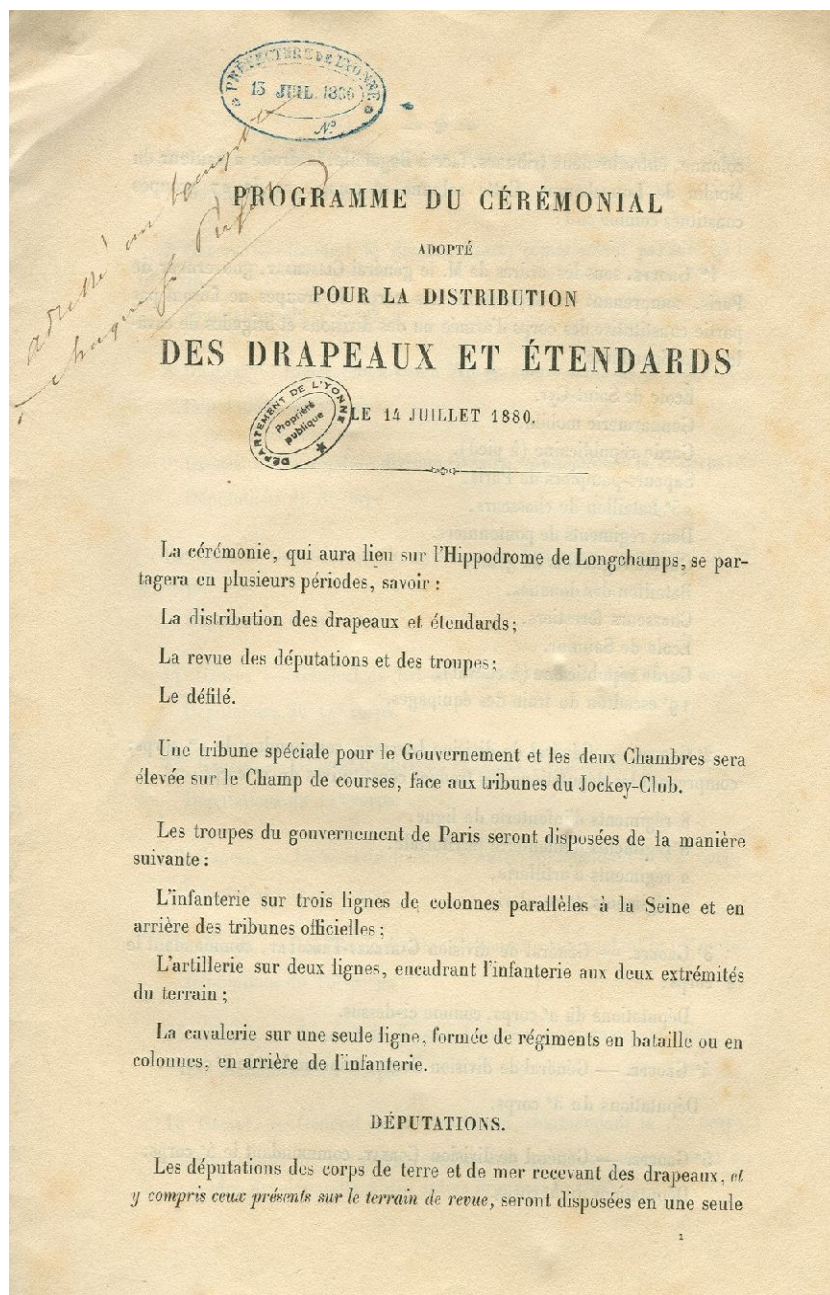 PRÉFECTURE DE L'YONNE
13 JUIL. 1880
N°
adressé un exemplaire
à chaque s. Préfet
PROGRAMME DU CÉRÉMONIAL
ADOPTÉ
POUR LA DISTRIBUTION
DES DRAPEAUX ET ÉTENDARDS
LE 14 JUILLET 1880.
DÉPARTEMENT DE L'YONNE
Propriété
publique
La cérémonie, qui aura lieu sur l'Hippodrome de Longchamps, se par-
tagera en plusieurs périodes, savoir :
La distribution des drapeaux et étendards;
La revue des députations et des troupes;
Le défilé.
Une tribune spéciale pour le Gouvernement et les deux Chambres sera
élevée sur le Champ de courses, face aux tribunes du Jockey-Club.
Les troupes du gouvernement de Paris seront disposées de la manière
suivante :
L'infanterie sur trois lignes de colonnes parallèles à la Seine et en
arrière des tribunes officielles ;
L'artillerie sur deux lignes, encadrant l'infanterie aux deux extrémités
du terrain ;
La cavalerie sur une seule ligne, formée de régiments en bataille ou en
colonnes, en arrière de l'infanterie.
DÉPUTATIONS.
Les députations des corps de terre et de mer recevant des drapeaux, et
y compris ceux présents sur le terrain de revue, seront disposées en une seule
1